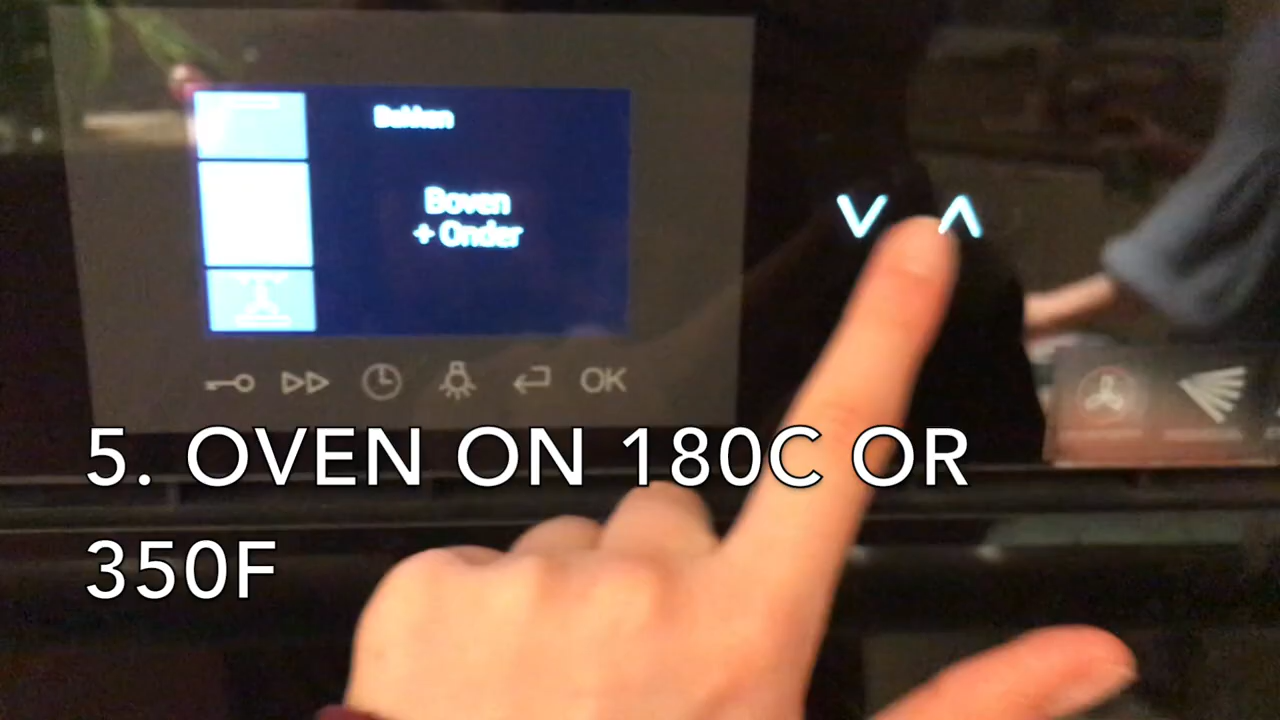 Bakken
Boven
+ Onder
OK
5. OVEN ON 180C OR
350F